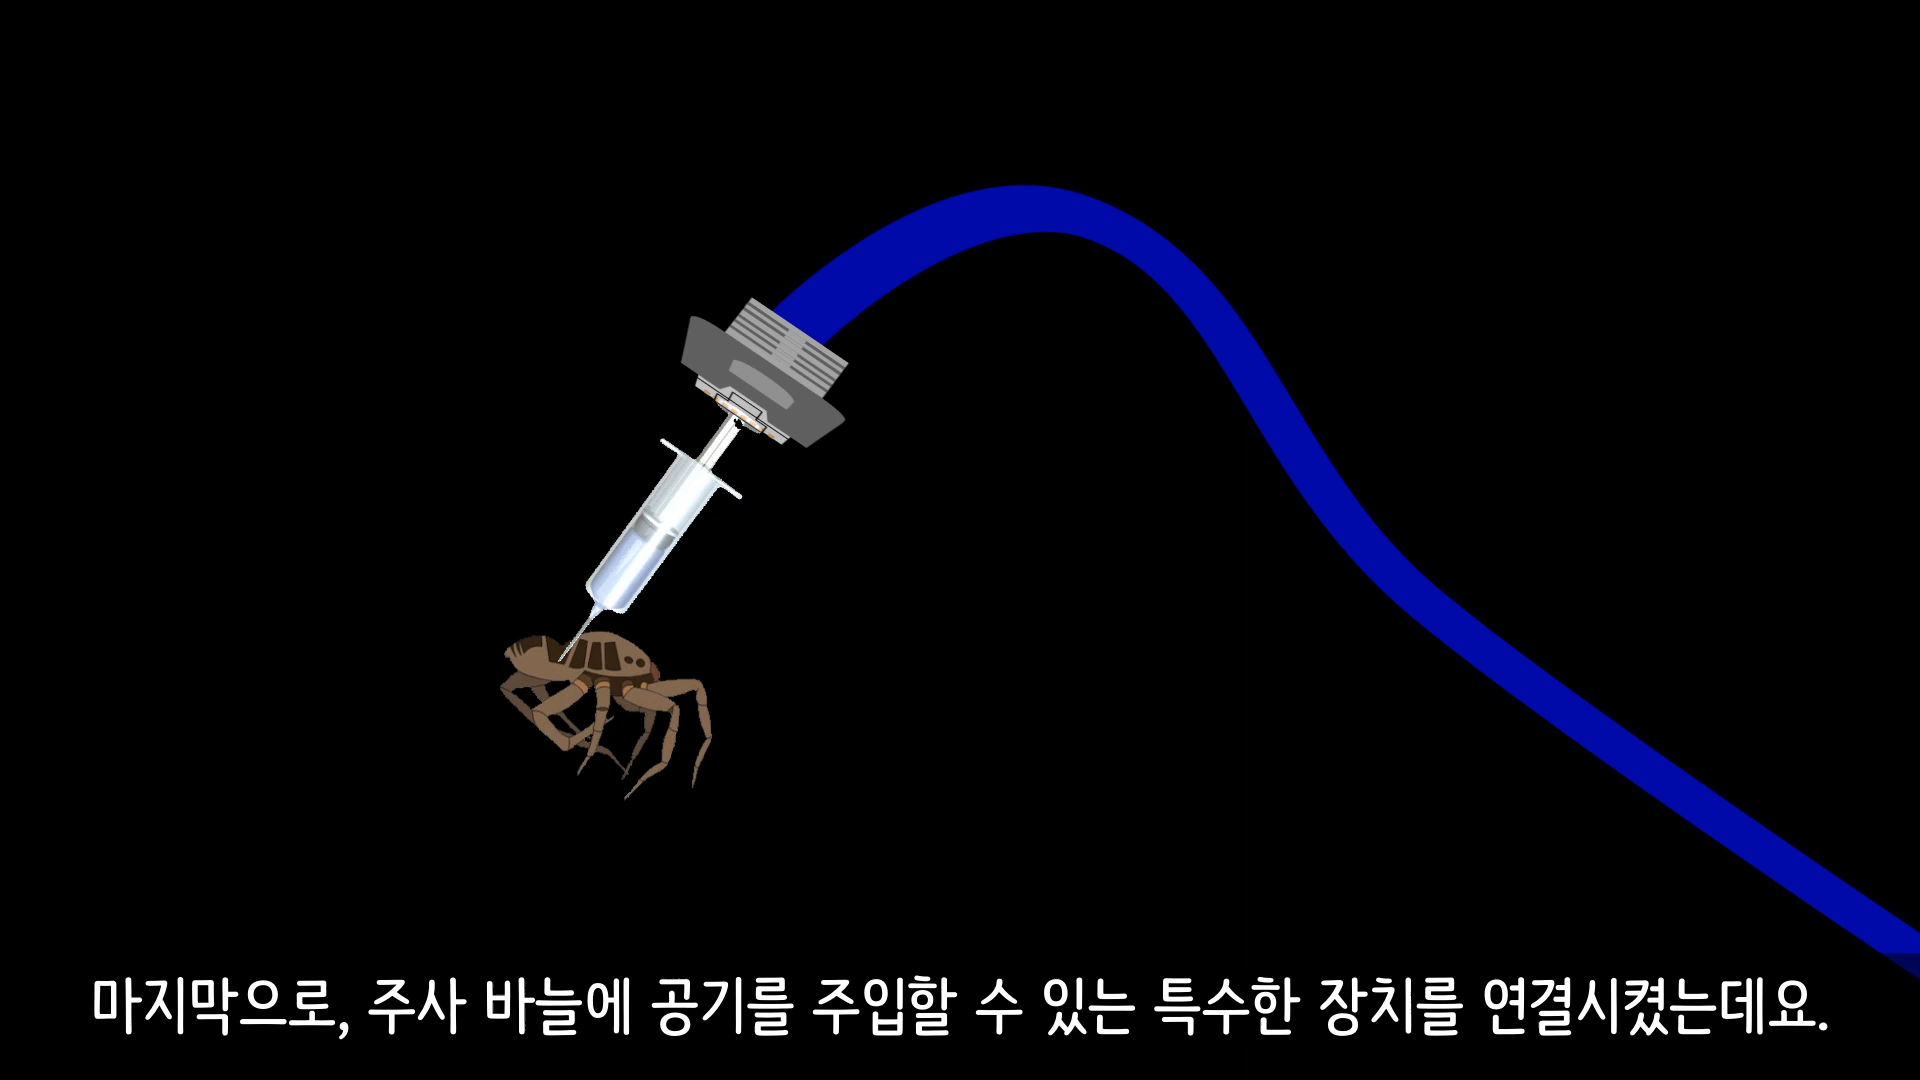 마지막으로, 주사 바늘에 공기를 주입할 수 있는 특수한 장치를 연결시켰는데요.